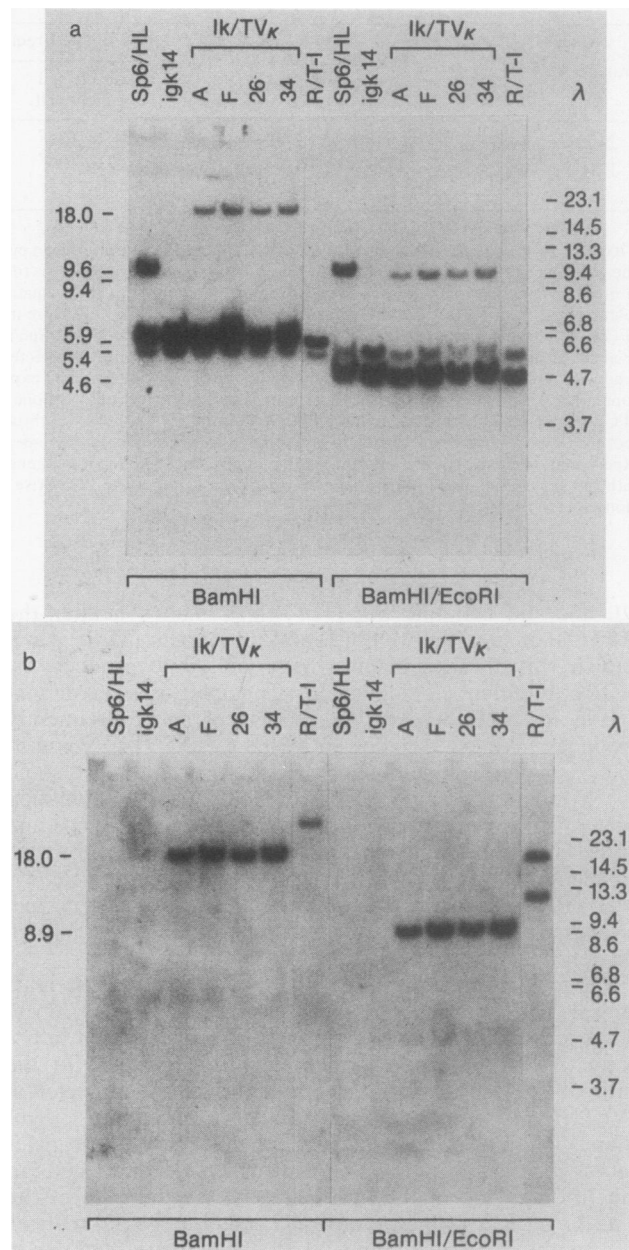 a
Ik/TVκ Ik/TVκ
Sp6/HL igk14 A F 26 34 R/T-I Sp6/HL igk14 A F 26 34 R/T-I λ
18.0 – – 23.1
– 14.5
9.6 – – 13.3
9.4 – – 9.4
– 8.6
5.9 – – 6.8
5.4 – – 6.6
4.6 – – 4.7
– 3.7
BamHI BamHI/EcoRI
b
Ik/TVκ Ik/TVκ
Sp6/HL igk14 A F 26 34 R/T-I Sp6/HL igk14 A F 26 34 R/T-I λ
– 23.1
18.0 – – 14.5
– 13.3
8.9 – – 9.4
– 8.6
– 6.8
– 6.6
– 4.7
– 3.7
BamHI BamHI/EcoRI